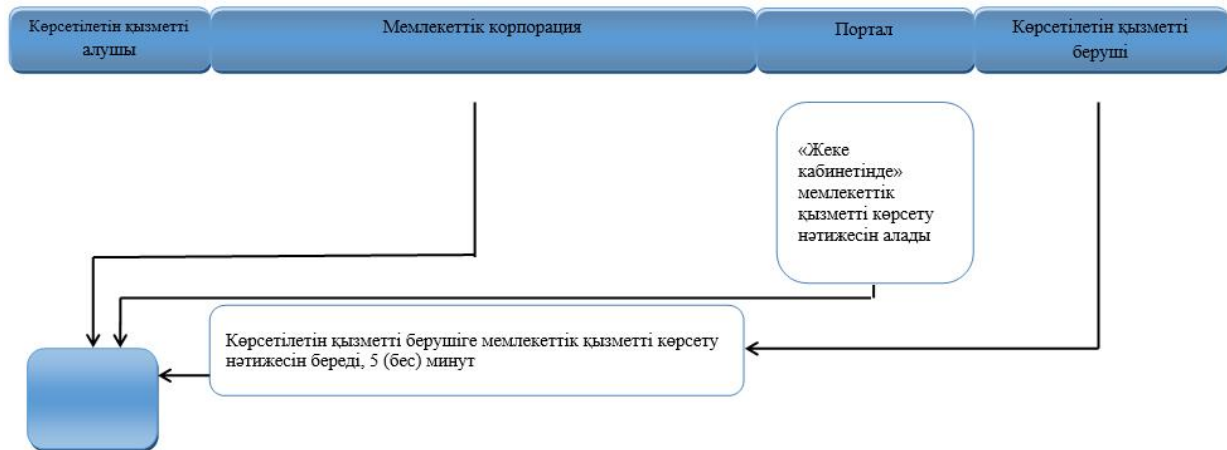 Көрсетілетін қызметті
алушы
Мемлекеттік корпорация
Портал
Көрсетілетін қызметті
беруші
«Жеке
кабинетінде»
мемлекеттік
қызметті көрсету
нәтижесін алады
Көрсетілетін қызметті берушіге мемлекеттік қызметті көрсету
нәтижесін береді, 5 (бес) минут